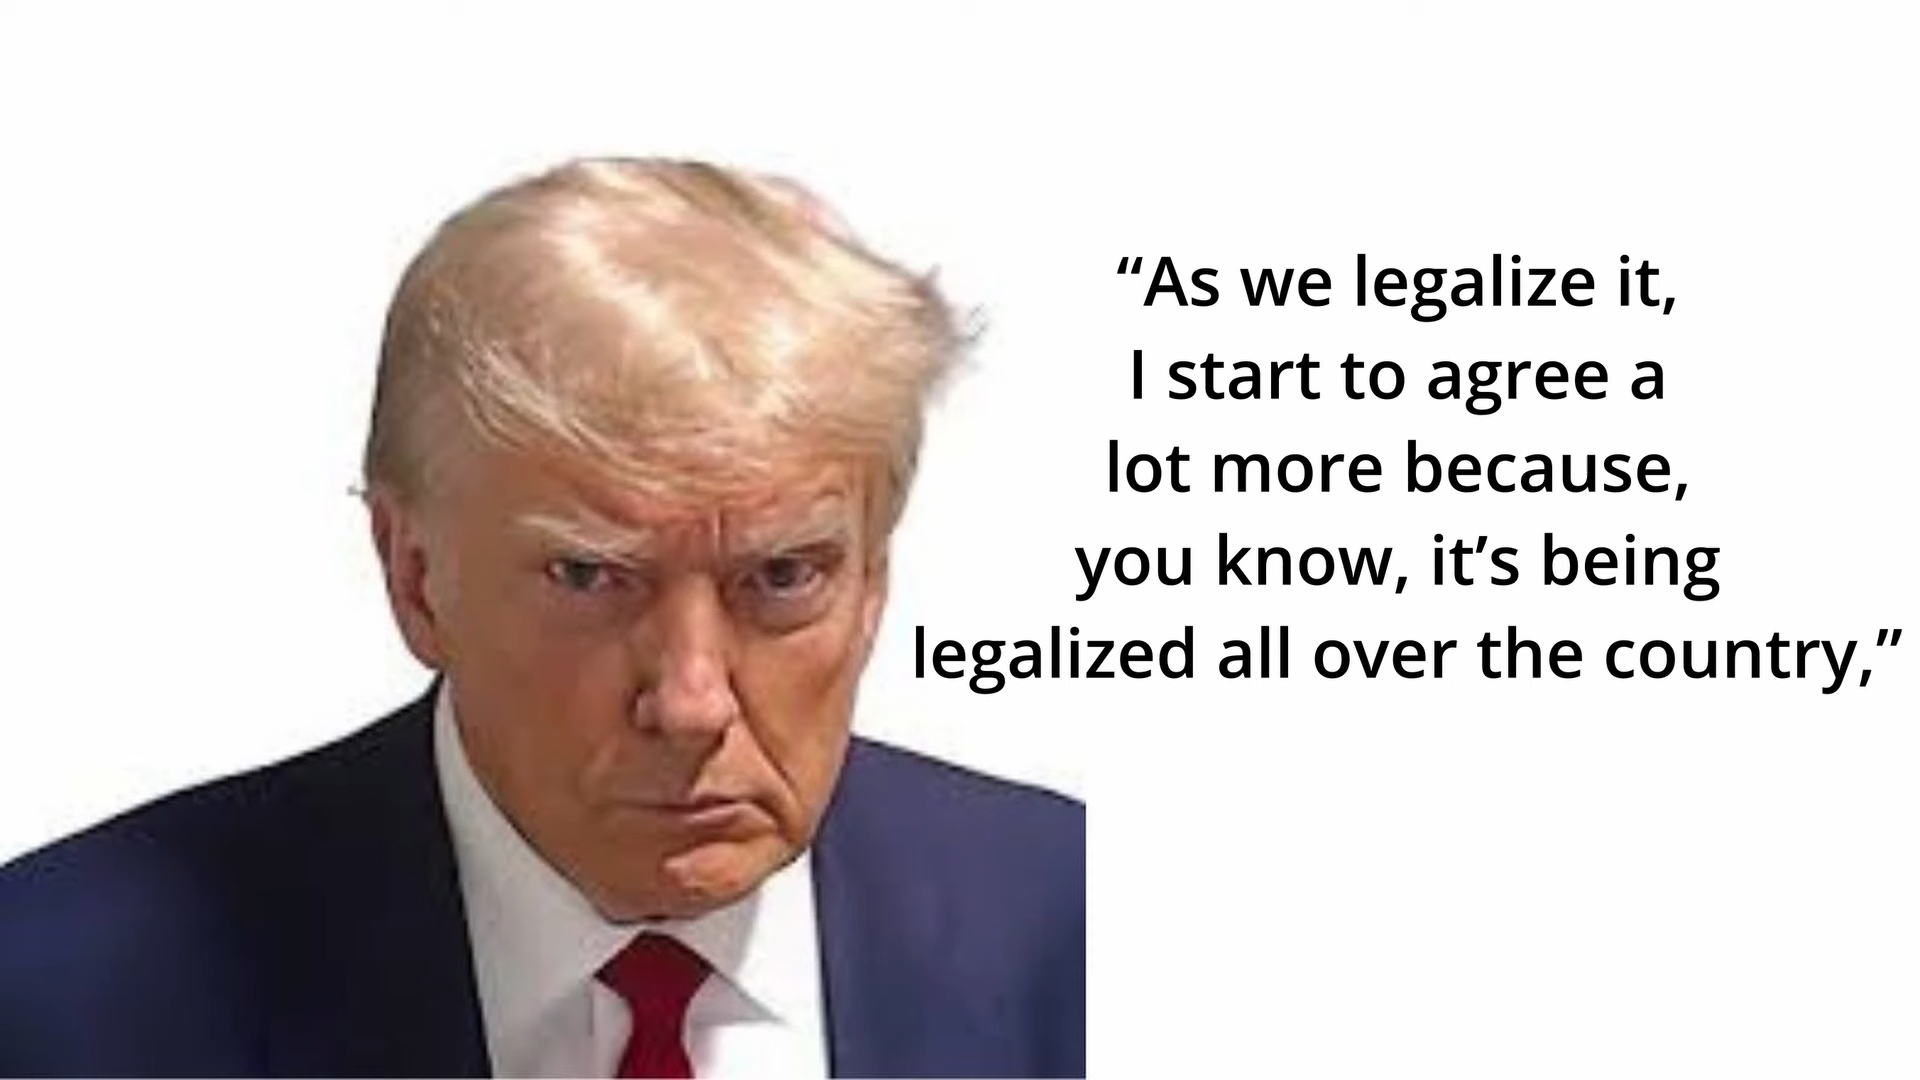 “As we legalize it,
I start to agree a
lot more because,
you know, it’s being
legalized all over the country,”